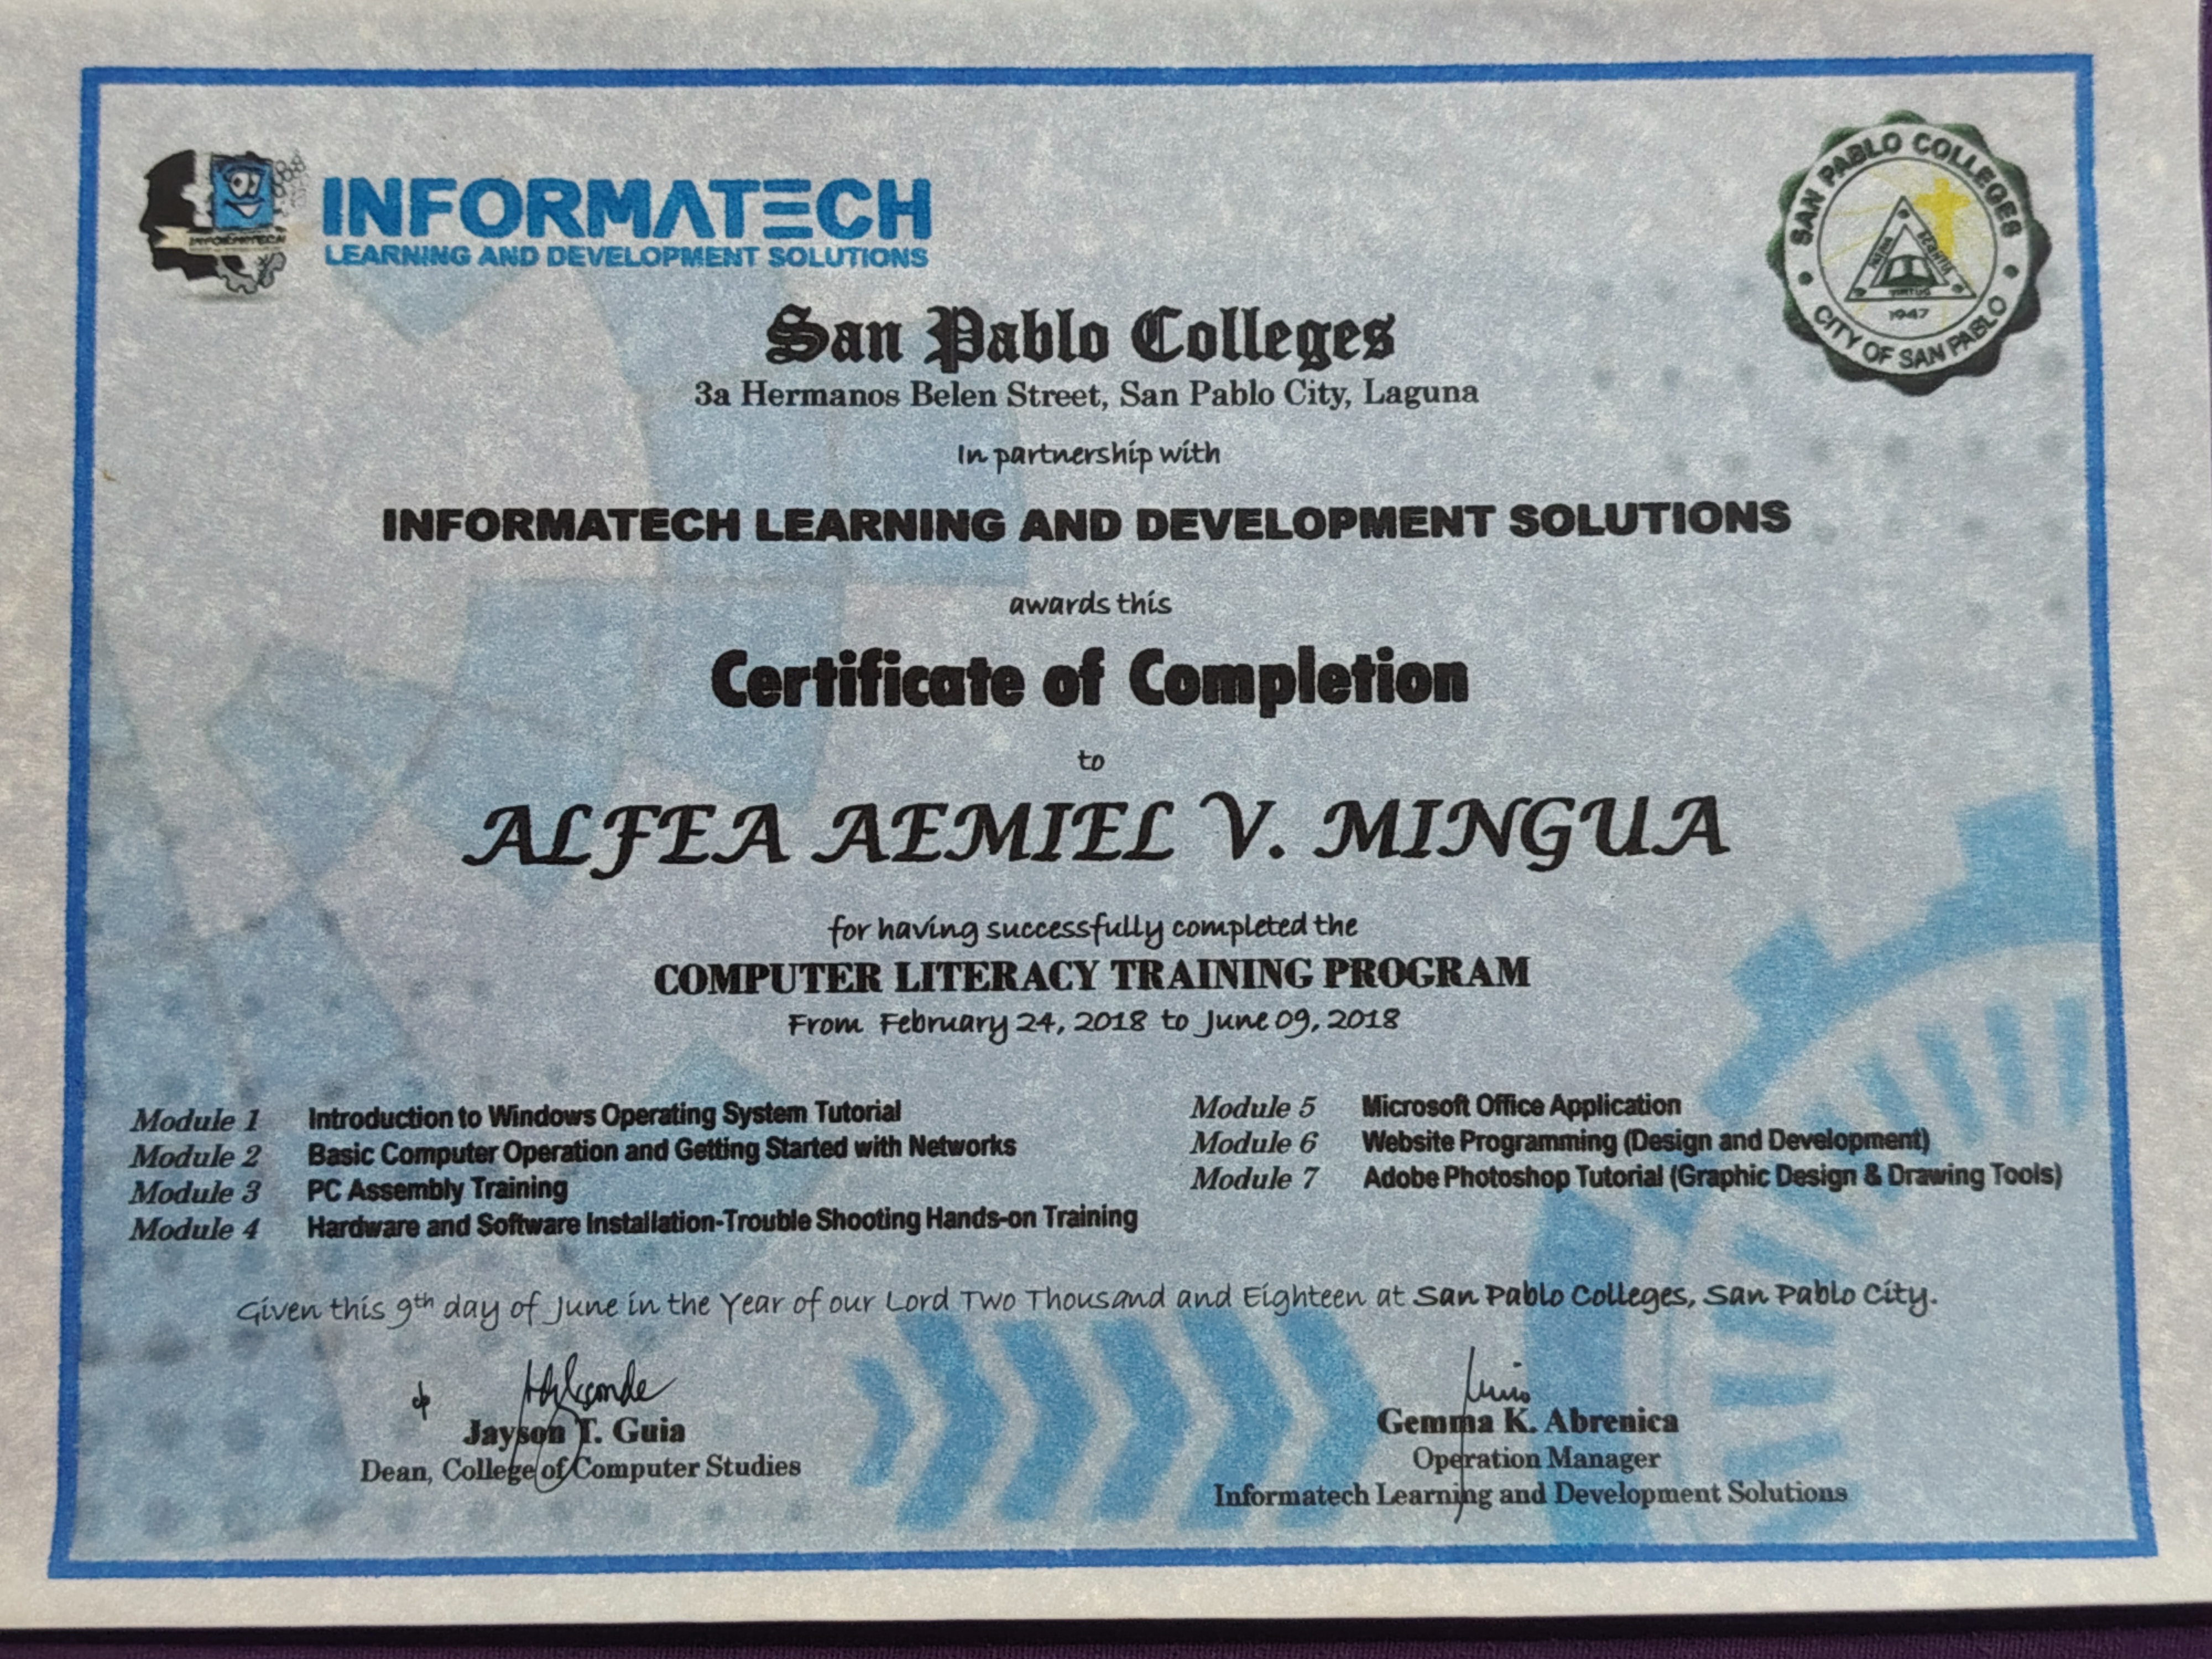 INFORMATECH
LEARNING AND DEVELOPMENT SOLUTIONS
INFORMATECH
SAN PABLO COLLEGES
CITY OF SAN PABLO
VIRTUS
1947
San Pablo Colleges
3a Hermanos Belen Street, San Pablo City, Laguna
In partnership with
INFORMATECH LEARNING AND DEVELOPMENT SOLUTIONS
awards this
Certificate of Completion
to
ALFEA AEMIEL V. MINGUA
for having successfully completed the
COMPUTER LITERACY TRAINING PROGRAM
From February 24, 2018 to June 09, 2018
Module 1 Introduction to Windows Operating System Tutorial
Module 2 Basic Computer Operation and Getting Started with Networks
Module 3 PC Assembly Training
Module 4 Hardware and Software Installation-Trouble Shooting Hands-on Training
Module 5 Microsoft Office Application
Module 6 Website Programming (Design and Development)
Module 7 Adobe Photoshop Tutorial (Graphic Design & Drawing Tools)
Given this 9th day of June in the Year of our Lord Two Thousand and Eighteen at San Pablo Colleges, San Pablo City.
Jayson T. Guia
Dean, College of Computer Studies
Gemma K. Abrenica
Operation Manager
Informatech Learning and Development Solutions